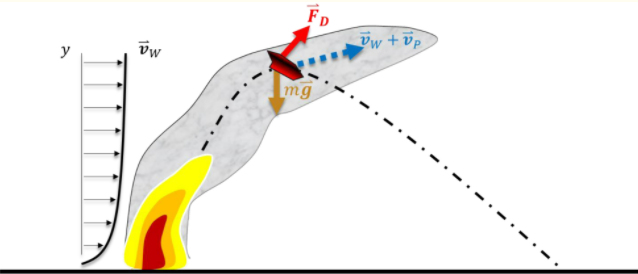 F⃗_D
y
v⃗_W
v⃗_W + v⃗_P
mg⃗